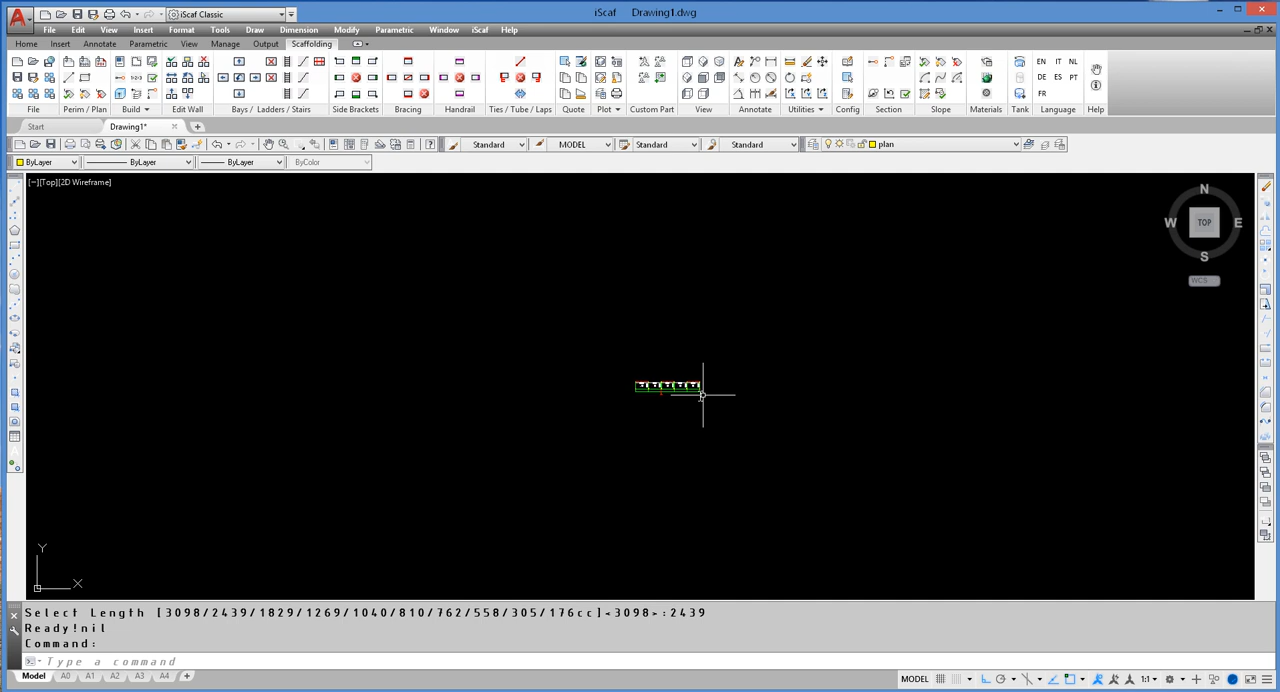 iScaf Classic
iScaf Drawing1.dwg
File Edit View Insert Format Tools Draw Dimension Modify Parametric Window iScaf Help
Home Insert Annotate Parametric View Manage Output Scaffolding
EN IT NL
DE ES PT
FR
File Perim / Plan Build Edit Wall Bays / Ladders / Stairs Side Brackets Bracing Handrail Ties / Tube / Laps Quote Plot Custom Part View Annotate Utilities Config Section Slope Materials Tank Language Help
Start Drawing1*
Standard MODEL Standard Standard plan
ByLayer ByLayer ByLayer ByColor
[−][Top][2D Wireframe]
N
W TOP E
S
WCS
Y
X
Select Length [3098/2439/1829/1269/1040/810/762/558/305/176cc]<3098>:2439
Ready!nil
Command:
Type a command
Model A0 A1 A2 A3 A4
MODEL 1:1